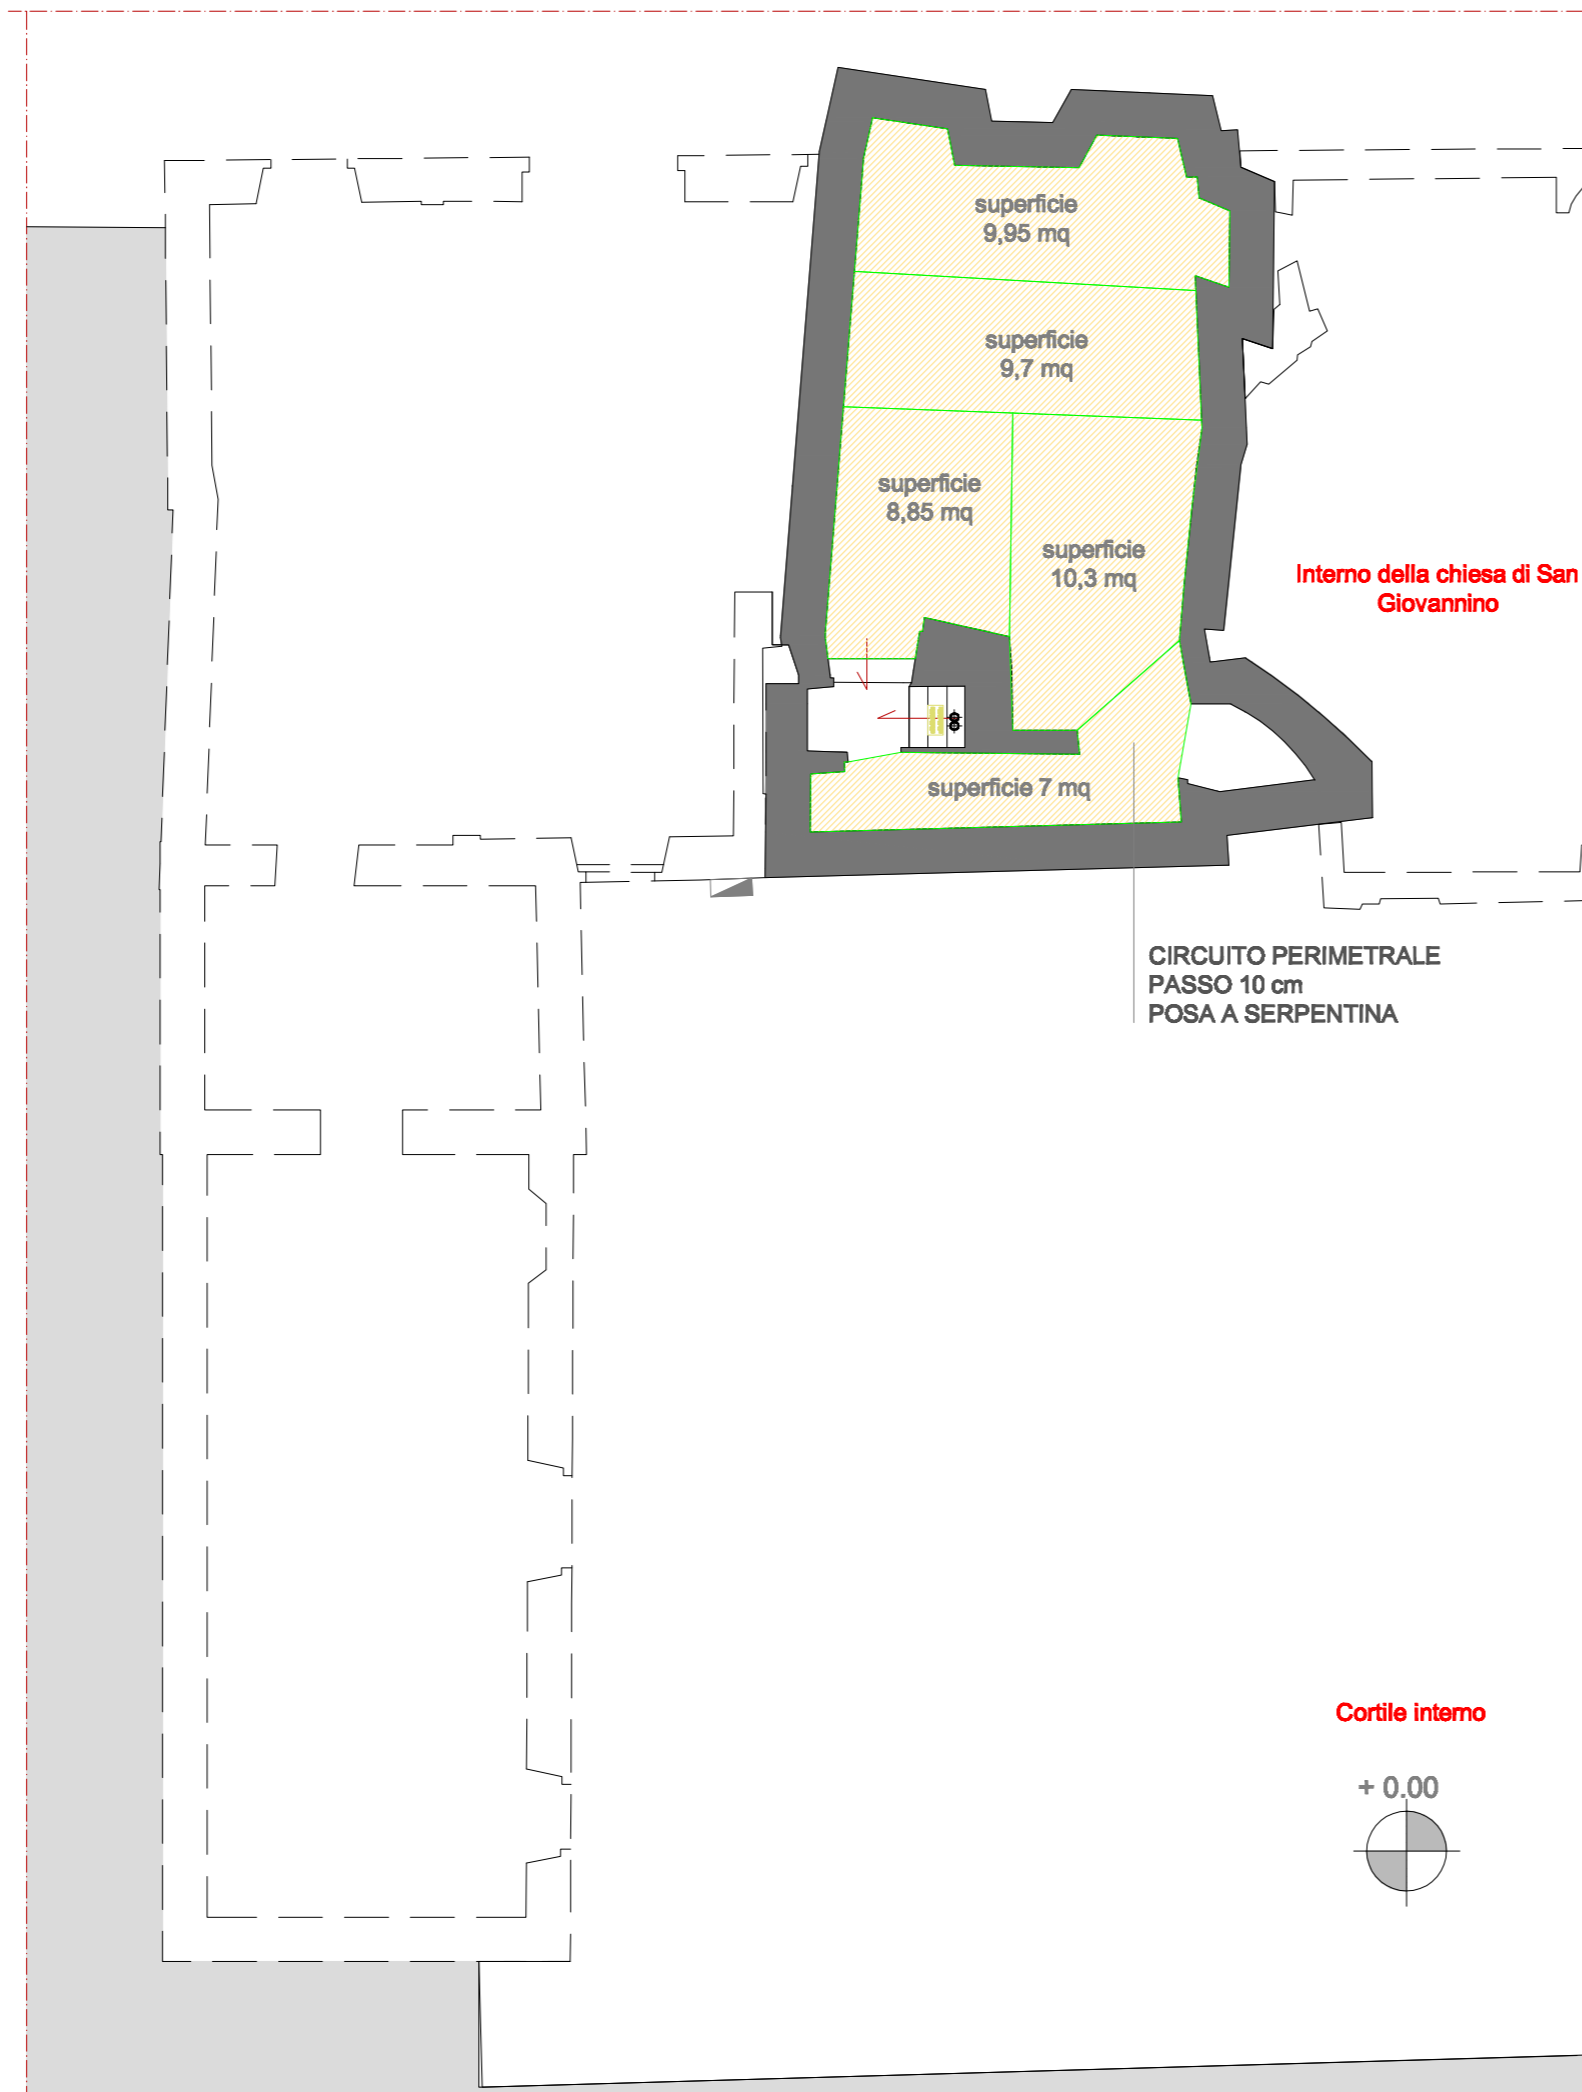 superficie
9,95 mq
superficie
9,7 mq
superficie
8,85 mq
superficie
10,3 mq
Interno della chiesa di San
Giovannino
superficie 7 mq
CIRCUITO PERIMETRALE
PASSO 10 cm
POSA A SERPENTINA
Cortile interno
+ 0.00